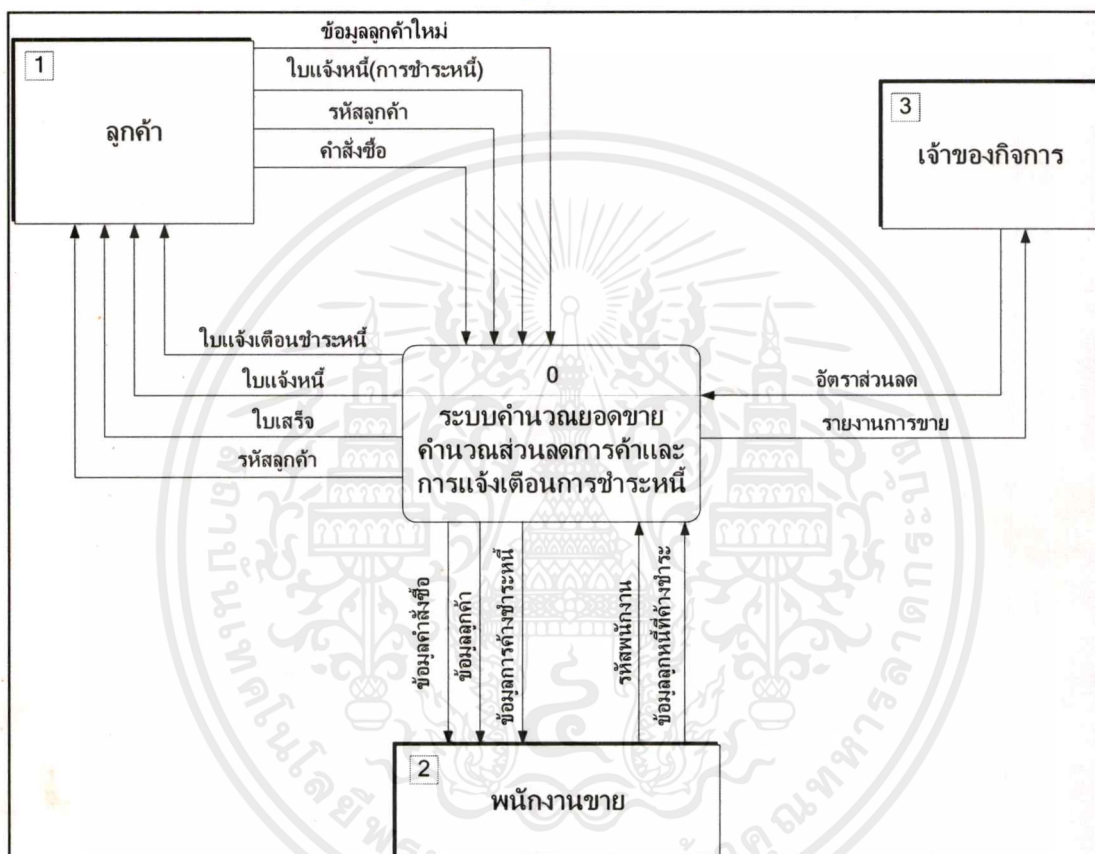 ข้อมูลลูกค้าใหม่
1
ใบแจ้งหนี้(การชำระหนี้)
รหัสลูกค้า
ลูกค้า
คำสั่งซื้อ
3
เจ้าของกิจการ
ใบแจ้งเตือนชำระหนี้
ใบแจ้งหนี้
ใบเสร็จ
รหัสลูกค้า
0
ระบบคำนวณยอดขาย
คำนวณส่วนลดการค้าและ
การแจ้งเตือนการชำระหนี้
อัตราส่วนลด
รายงานการขาย
ข้อมูลคำสั่งซื้อ
ข้อมูลลูกค้า
ข้อมูลการค้างชำระหนี้
รหัสพนักงาน
ข้อมูลลูกหนี้ที่ค้างชำระ
2
พนักงานขาย